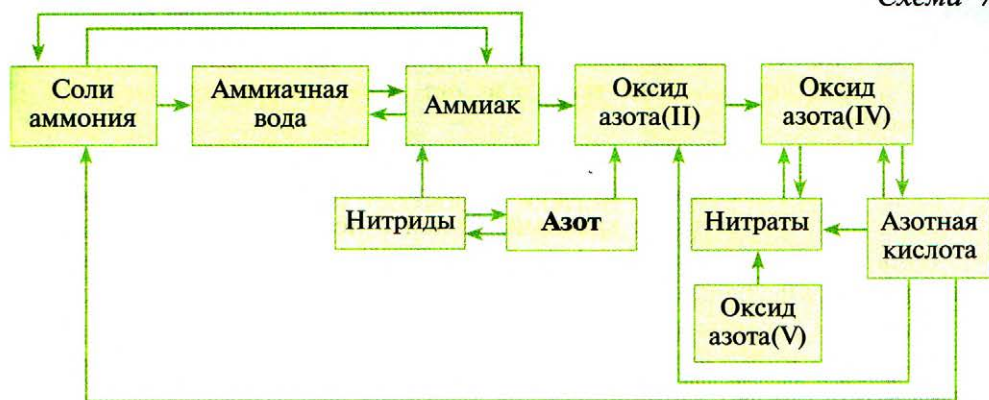 Схема
Соли
аммония
Аммиачная
вода
Аммиак
Оксид
азота(II)
Оксид
азота(IV)
Нитриды
Азот
Нитраты
Азотная
кислота
Оксид
азота(V)